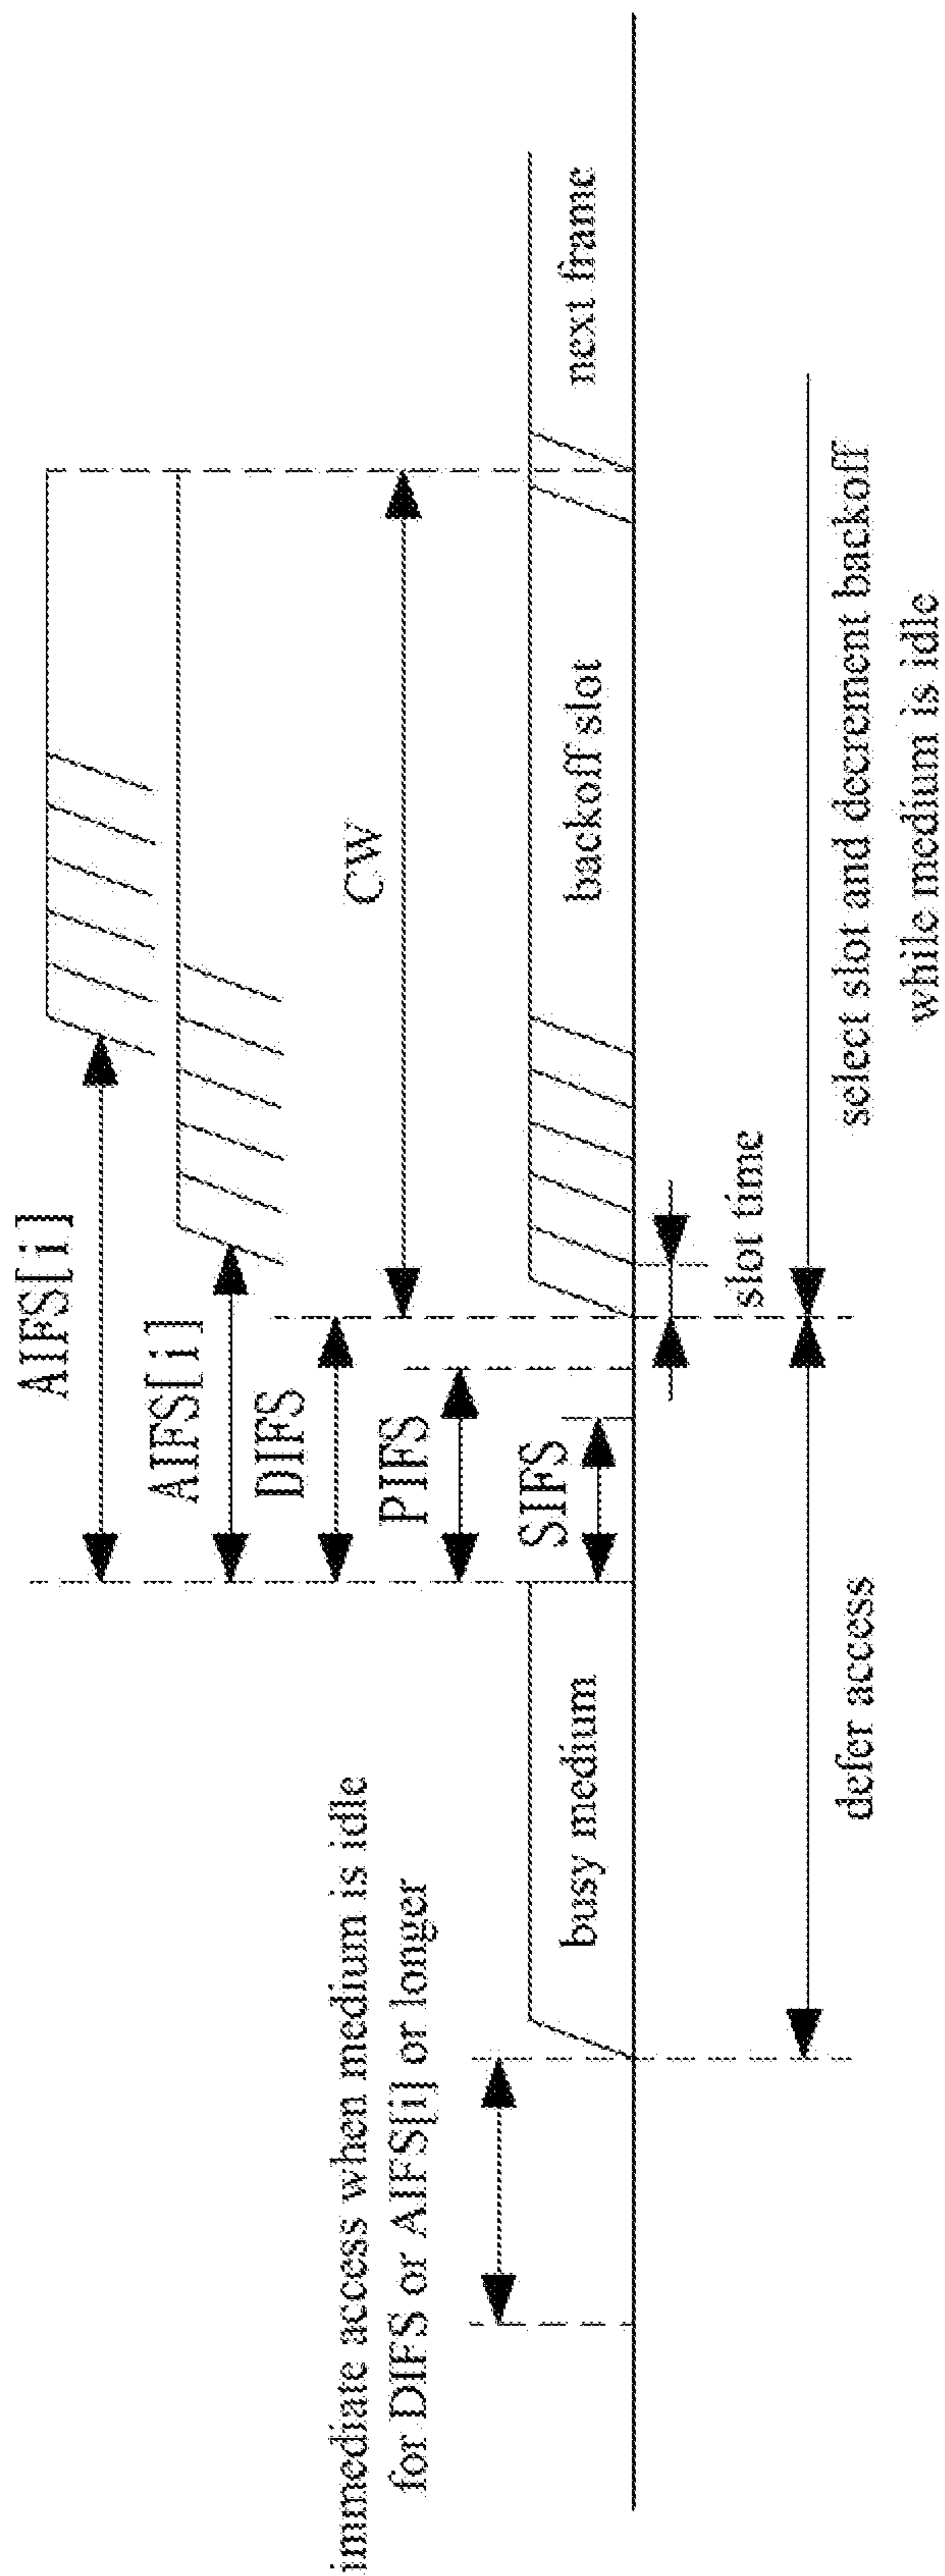 AIFS[i]
AIFS[i]
DIFS
PIFS
SIFS
CW
immediate access when medium is idle
for DIFS or AIFS[i] or longer
busy medium
backoff slot
next frame
slot time
defer access
select slot and decrement backoff
while medium is idle